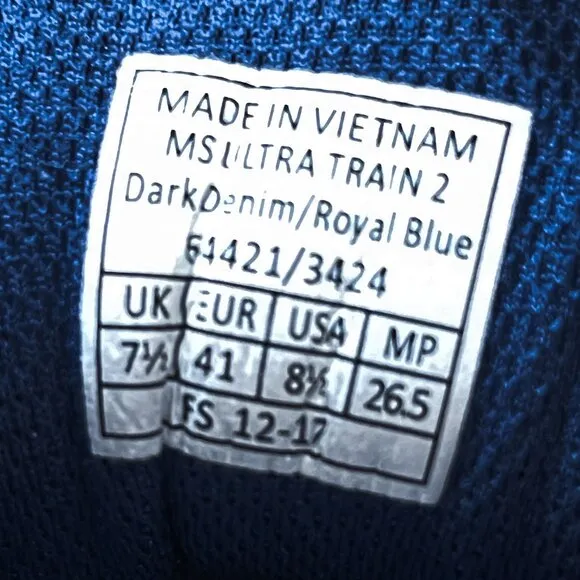 MADE IN VIETNAM
MS ULTRA TRAIN 2
DarkDenim/Royal Blue
64421/3424
UK EUR USA MP
7½ 41 8½ 26.5
FS 12-17